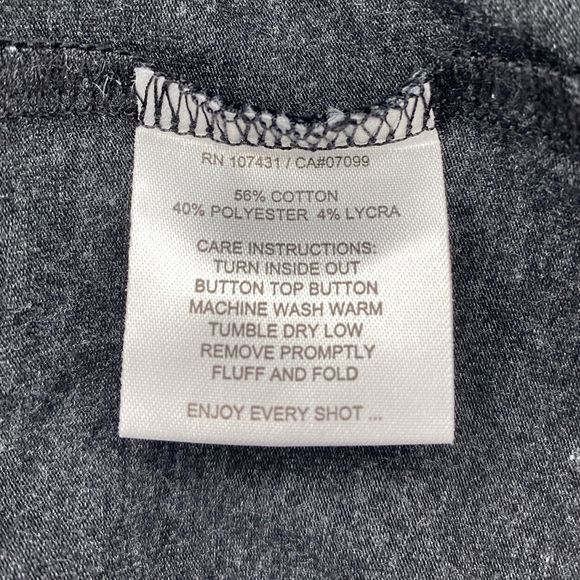 RN 107431 / CA#07099
56% COTTON
40% POLYESTER 4% LYCRA
CARE INSTRUCTIONS:
TURN INSIDE OUT
BUTTON TOP BUTTON
MACHINE WASH WARM
TUMBLE DRY LOW
REMOVE PROMPTLY
FLUFF AND FOLD
ENJOY EVERY SHOT ...